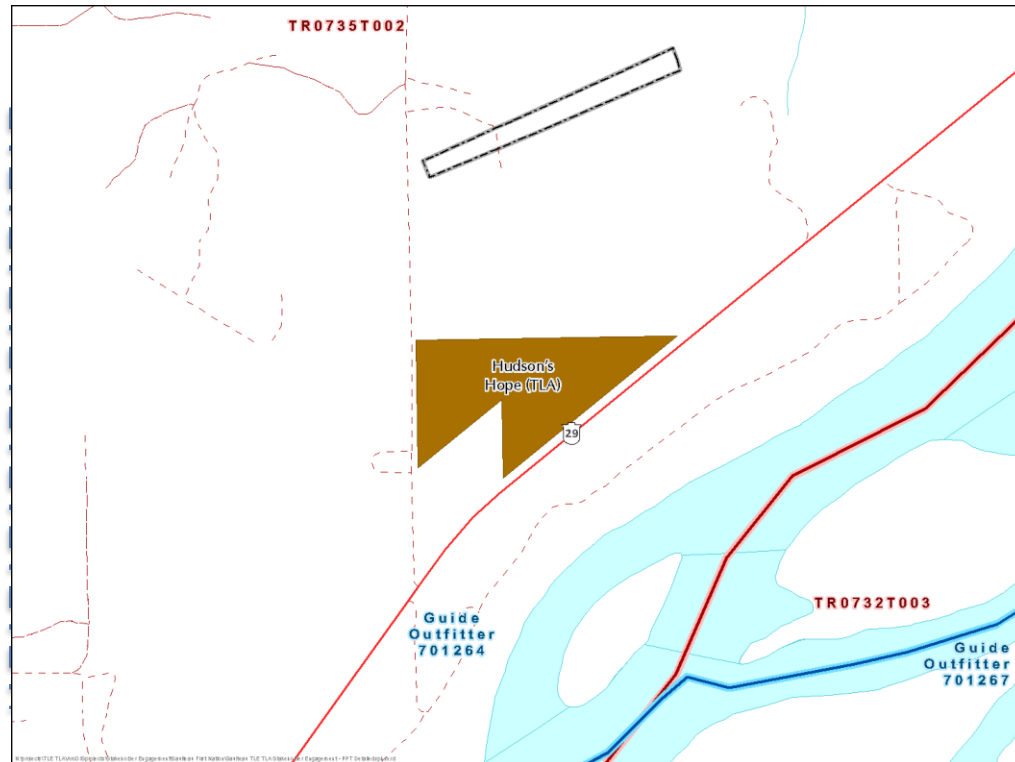 TR0735T002
Hudson's
Hope (TLA)
29
TR0732T003
Guide
Outfitter
701264
Guide
Outfitter
701267